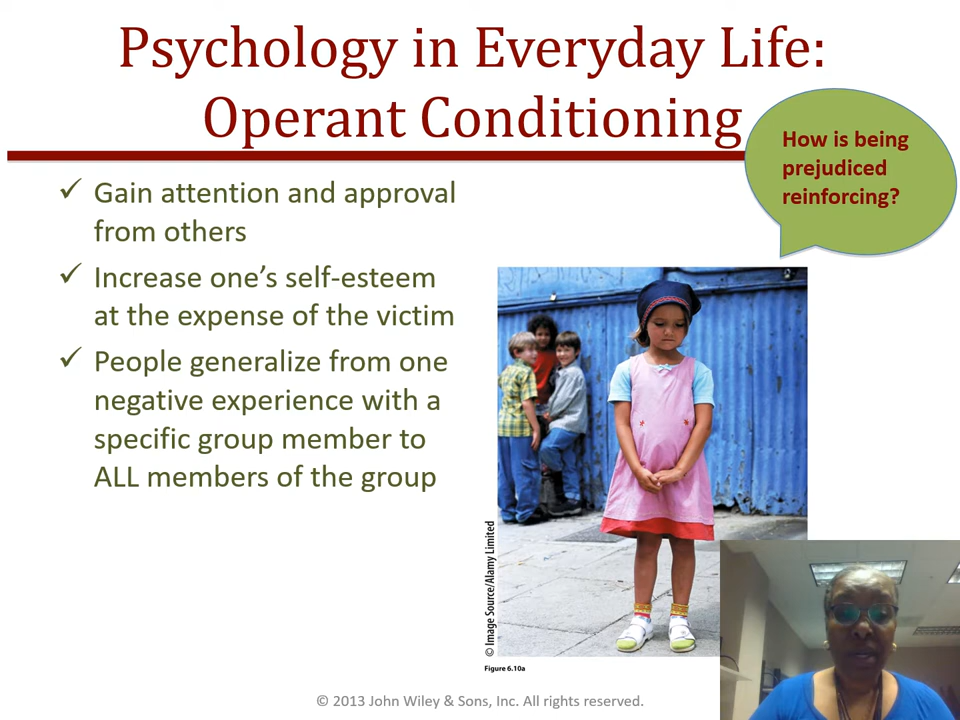 Psychology in Everyday Life:
Operant Conditioning
How is being
prejudiced
reinforcing?
✓ Gain attention and approval
from others
✓ Increase one’s self-esteem
at the expense of the victim
✓ People generalize from one
negative experience with a
specific group member to
ALL members of the group
© Image Source/Alamy Limited
Figure 6.10a
© 2013 John Wiley & Sons, Inc. All rights reserved.